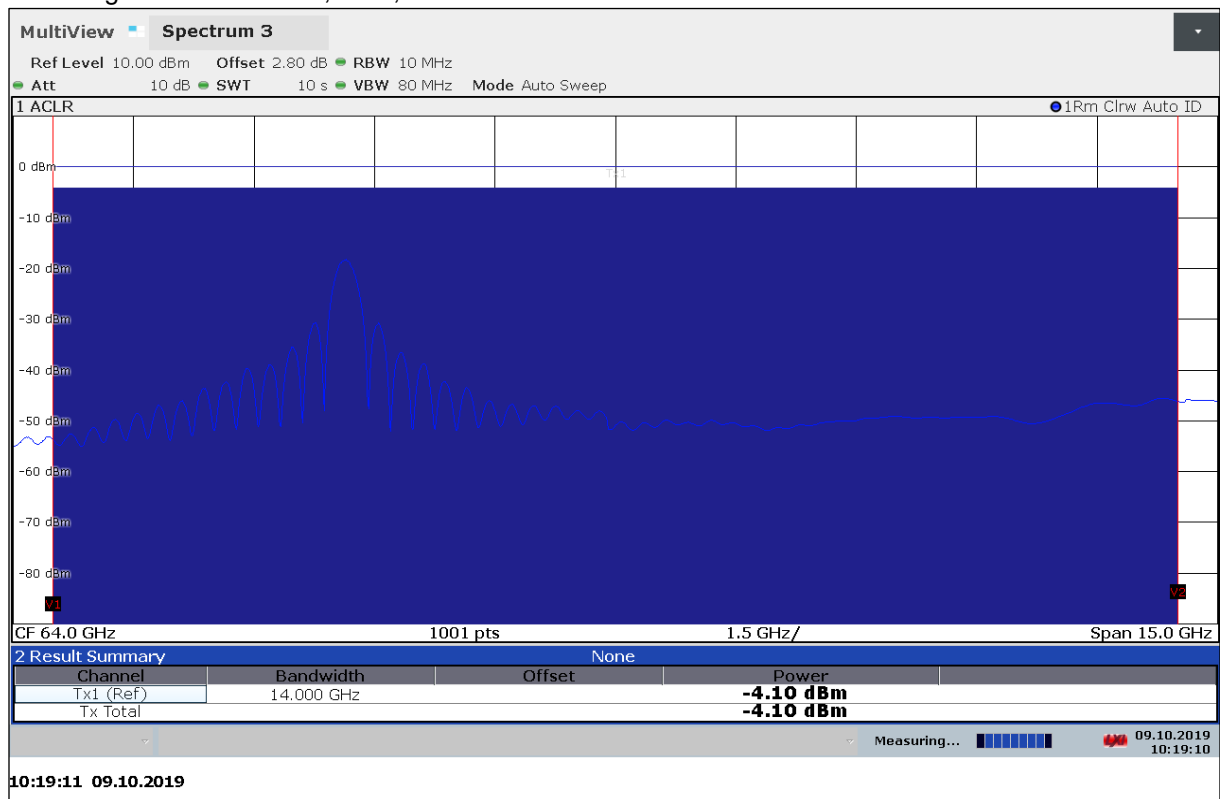 MultiView Spectrum 3
Ref Level 10.00 dBm Offset 2.80 dB RBW 10 MHz
Att 10 dB SWT 10 s VBW 80 MHz Mode Auto Sweep
1 ACLR 1Rm Clrw Auto ID
0 dBm
Tx1
-10 dBm
-20 dBm
-30 dBm
-40 dBm
-50 dBm
-60 dBm
-70 dBm
-80 dBm
V1 V2
CF 64.0 GHz 1001 pts 1.5 GHz/ Span 15.0 GHz
2 Result Summary None
Channel Bandwidth Offset Power
Tx1 (Ref) 14.000 GHz -4.10 dBm
Tx Total -4.10 dBm
Measuring... 09.10.2019
10:19:10
10:19:11 09.10.2019